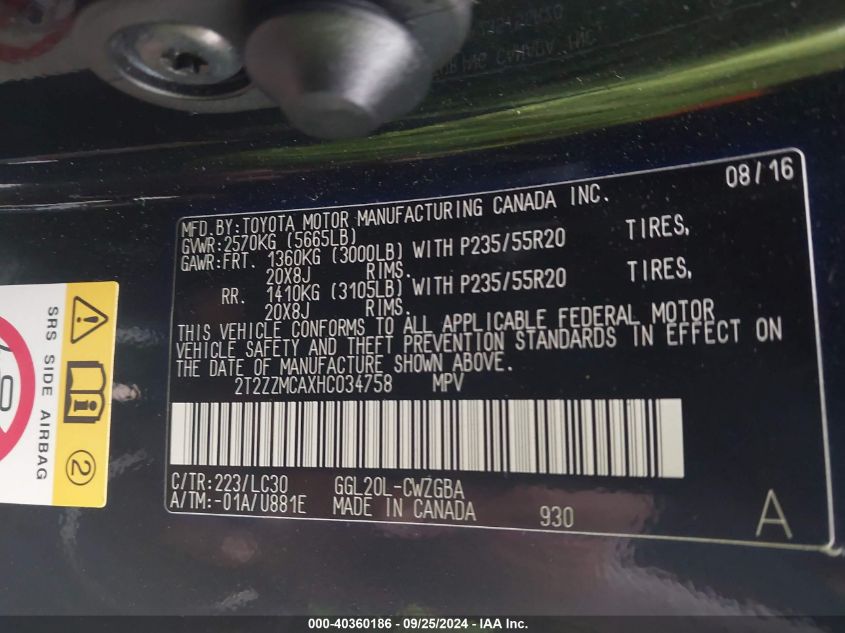 08/16
MFD.BY:TOYOTA MOTOR MANUFACTURING CANADA INC.
GVWR:2570KG (5665LB)
GAWR:FRT. 1360KG (3000LB) WITH P235/55R20 TIRES,
20X8J RIMS.
RR. 1410KG (3105LB) WITH P235/55R20 TIRES,
20X8J RIMS.
THIS VEHICLE CONFORMS TO ALL APPLICABLE FEDERAL MOTOR
VEHICLE SAFETY AND THEFT PREVENTION STANDARDS IN EFFECT ON
THE DATE OF MANUFACTURE SHOWN ABOVE.
2T2ZZMCAXHC034758 MPV
C/TR:223/LC30 GGL20L-CWZGBA
A/TM:-01A/U881E MADE IN CANADA 930
A
SRS SIDE AIRBAG
2
000-40360186 - 09/25/2024 - IAA Inc.